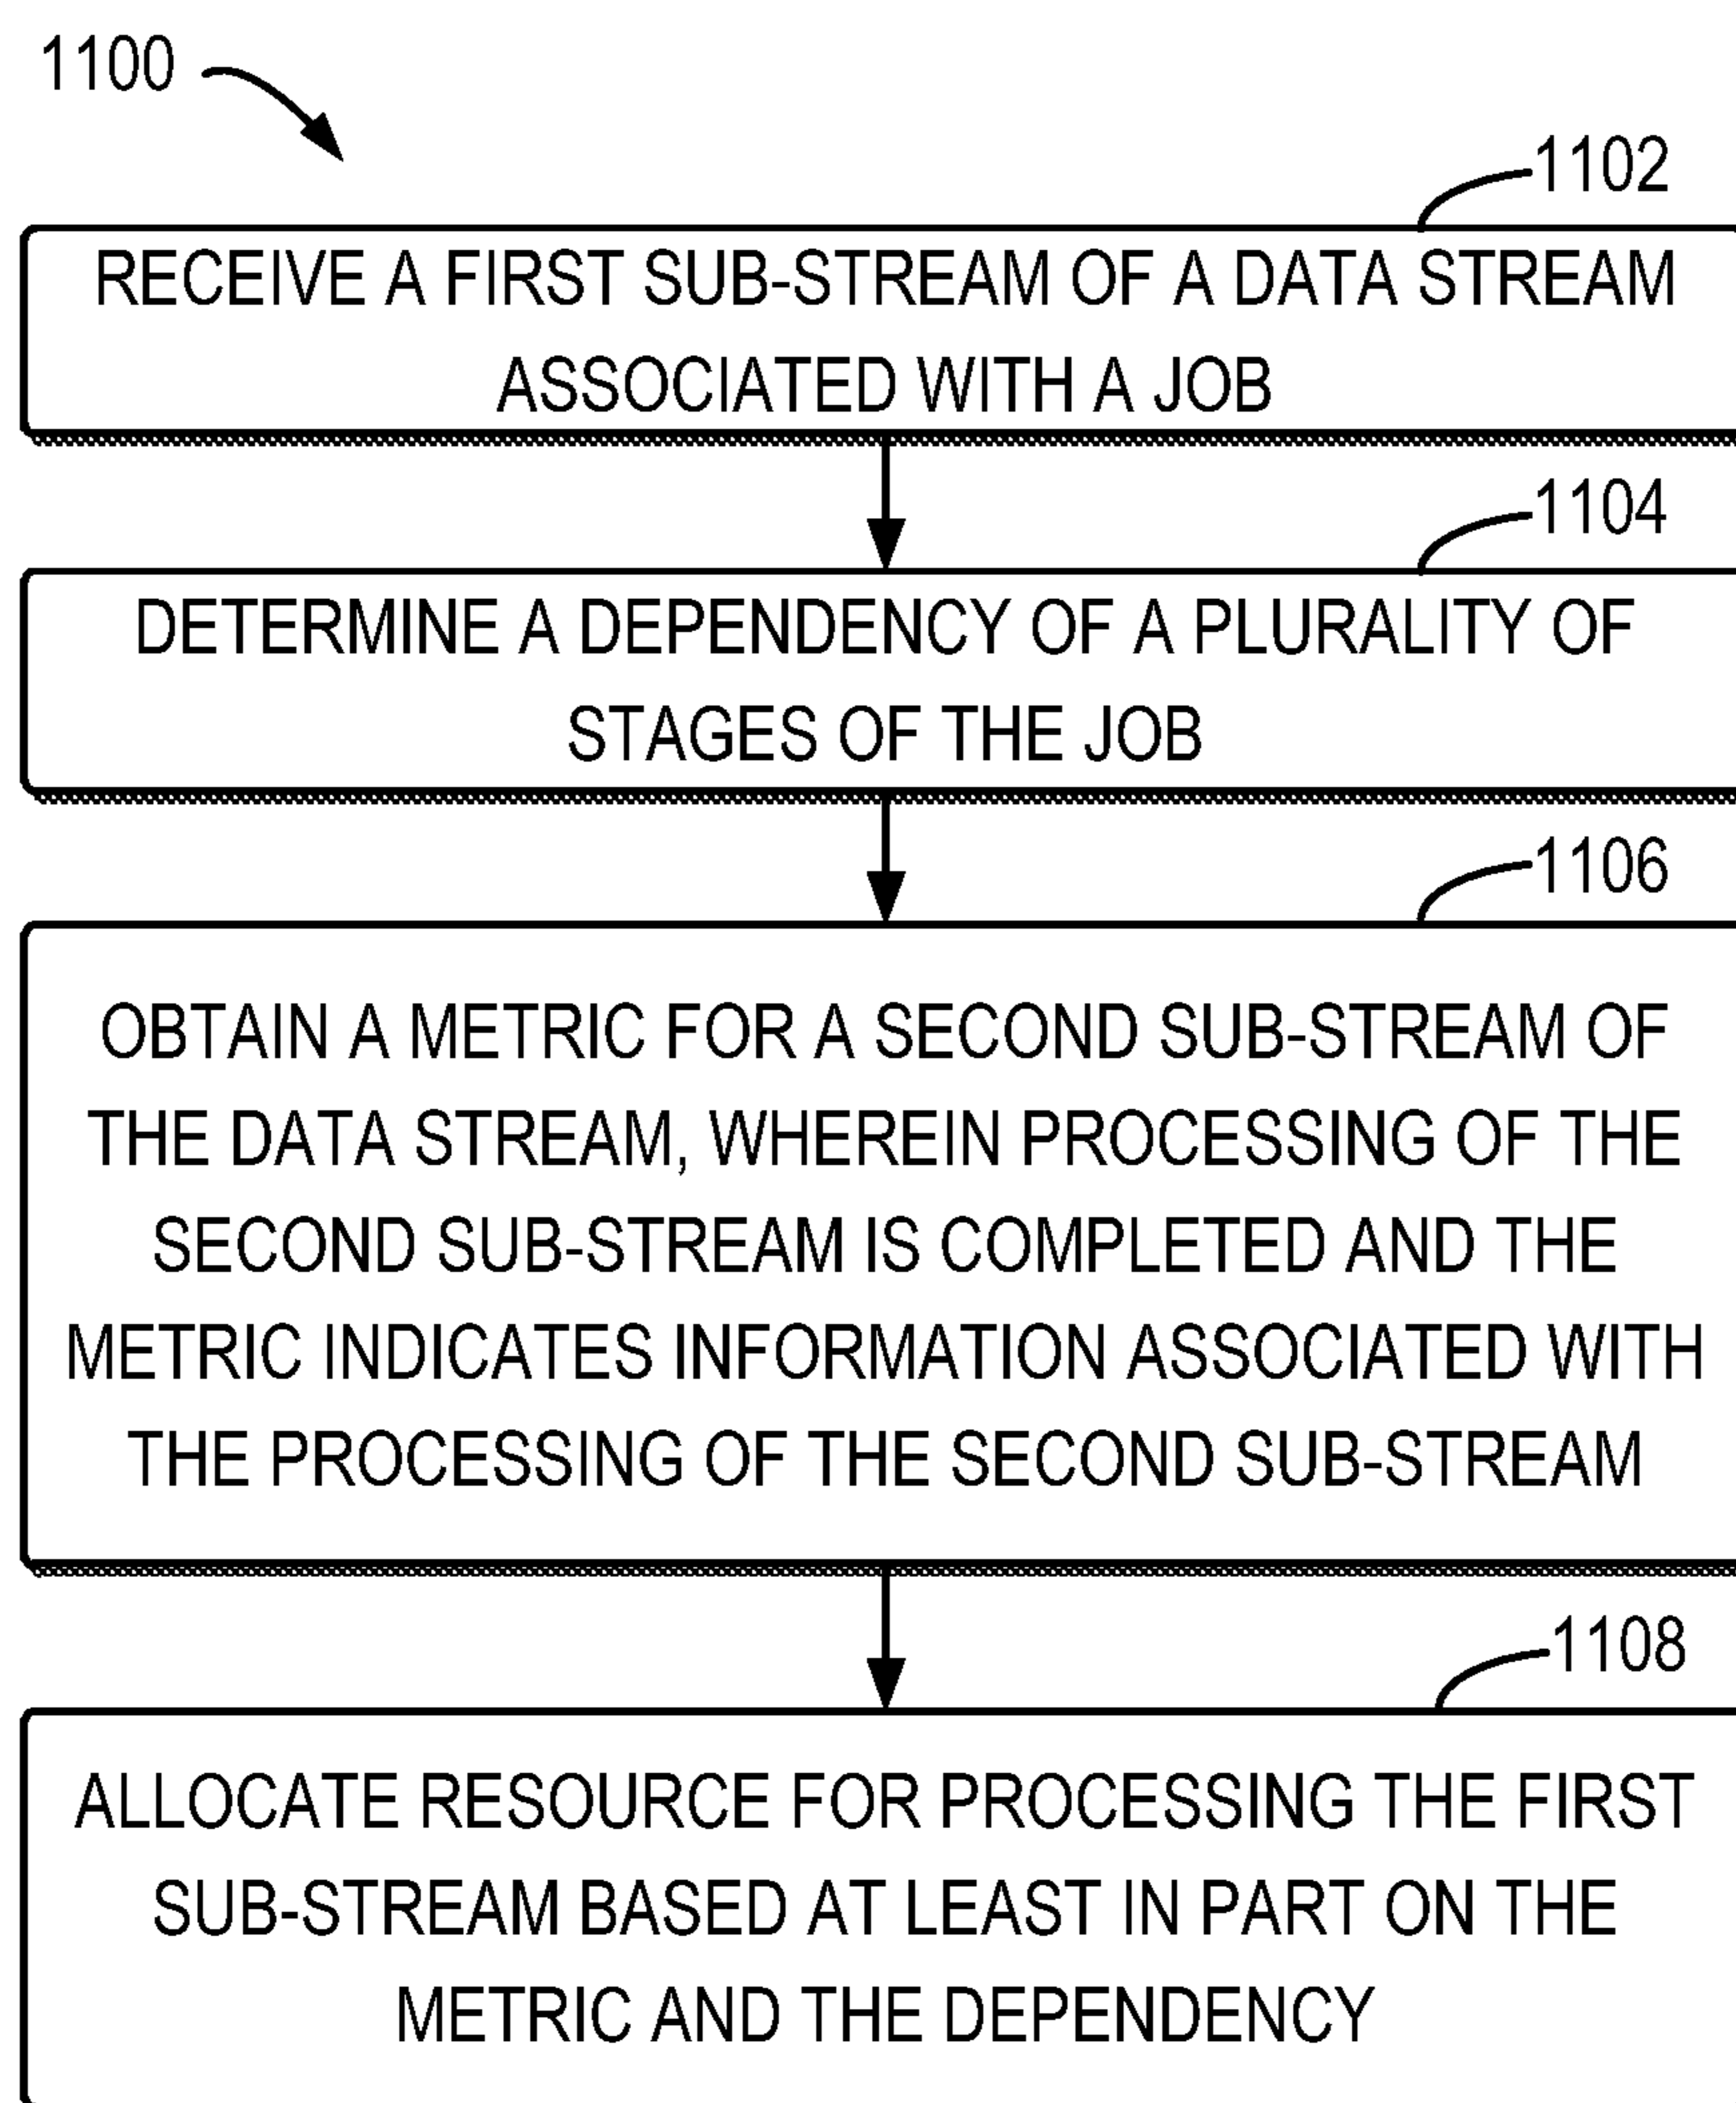 1100
1102
RECEIVE A FIRST SUB-STREAM OF A DATA STREAM
ASSOCIATED WITH A JOB
1104
DETERMINE A DEPENDENCY OF A PLURALITY OF
STAGES OF THE JOB
1106
OBTAIN A METRIC FOR A SECOND SUB-STREAM OF
THE DATA STREAM, WHEREIN PROCESSING OF THE
SECOND SUB-STREAM IS COMPLETED AND THE
METRIC INDICATES INFORMATION ASSOCIATED WITH
THE PROCESSING OF THE SECOND SUB-STREAM
1108
ALLOCATE RESOURCE FOR PROCESSING THE FIRST
SUB-STREAM BASED AT LEAST IN PART ON THE
METRIC AND THE DEPENDENCY